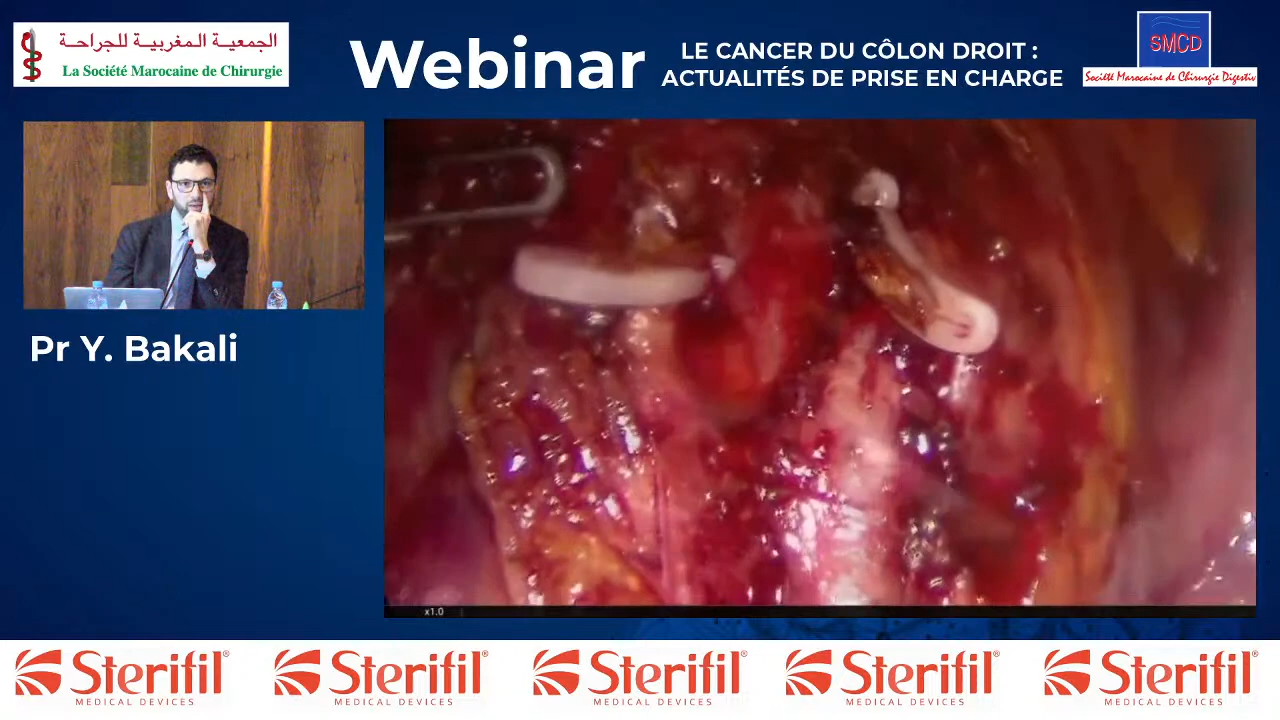 الجمعية المغربية للجراحة
La Société Marocaine de Chirurgie
Webinar
LE CANCER DU CÔLON DROIT :
ACTUALITÉS DE PRISE EN CHARGE
SMCD
Société Marocaine de Chirurgie Digestiv
Pr Y. Bakali
x1.0
Sterifil®
MEDICAL DEVICES
Sterifil®
MEDICAL DEVICES
Sterifil®
MEDICAL DEVICES
Sterifil®
MEDICAL DEVICES
Sterifil®
MEDICAL DEVICES